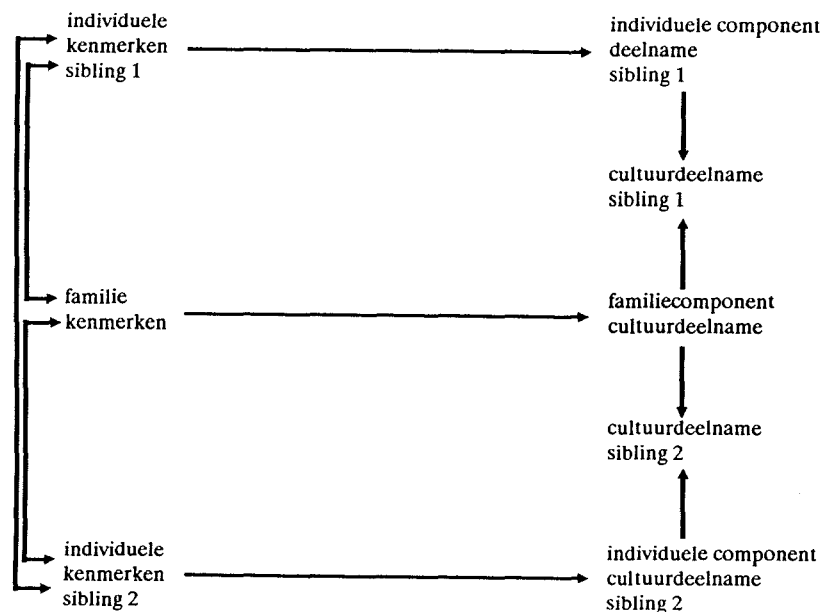 individuele
kenmerken
sibling 1
individuele component
deelname
sibling 1
cultuurdeelname
sibling 1
familie
kenmerken
familiecomponent
cultuurdeelname
cultuurdeelname
sibling 2
individuele
kenmerken
sibling 2
individuele component
cultuurdeelname
sibling 2